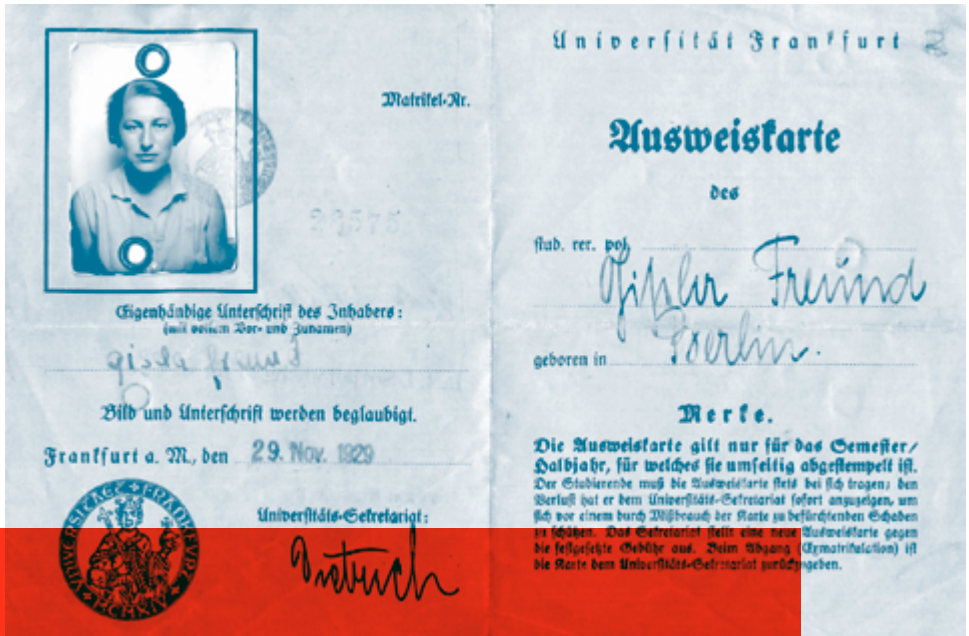 Matrikel-Nr.
Eigenhändige Unterschrift des Inhabers:
(mit vollem Vor- und Zunamen)
gisela freund
Bild und Unterschrift werden beglaubigt.
Frankfurt a. M., den 29. Nov. 1929
Universitäts-Sekretariat:
Universität Frankfurt
Ausweiskarte
des
stud. rer. pol.
Freund
geboren in Berlin.
Merke.
Die Ausweiskarte gilt nur für das Semester/
Halbjahr, für welches sie umseitig abgestempelt ist.
Der Studierende muß die Ausweiskarte stets bei sich tragen; den
Verlust hat er dem Universitäts-Sekretariat sofort anzuzeigen, um
sich vor einem durch Mißbrauch der Karte zu befürchtenden Schaden
zu schützen. Das Sekretariat stellt eine neue Ausweiskarte gegen
die festgesetzte Gebühr aus. Beim Abgang (Exmatrikulation) ist
die Karte dem Universitäts-Sekretariat zurückzugeben.